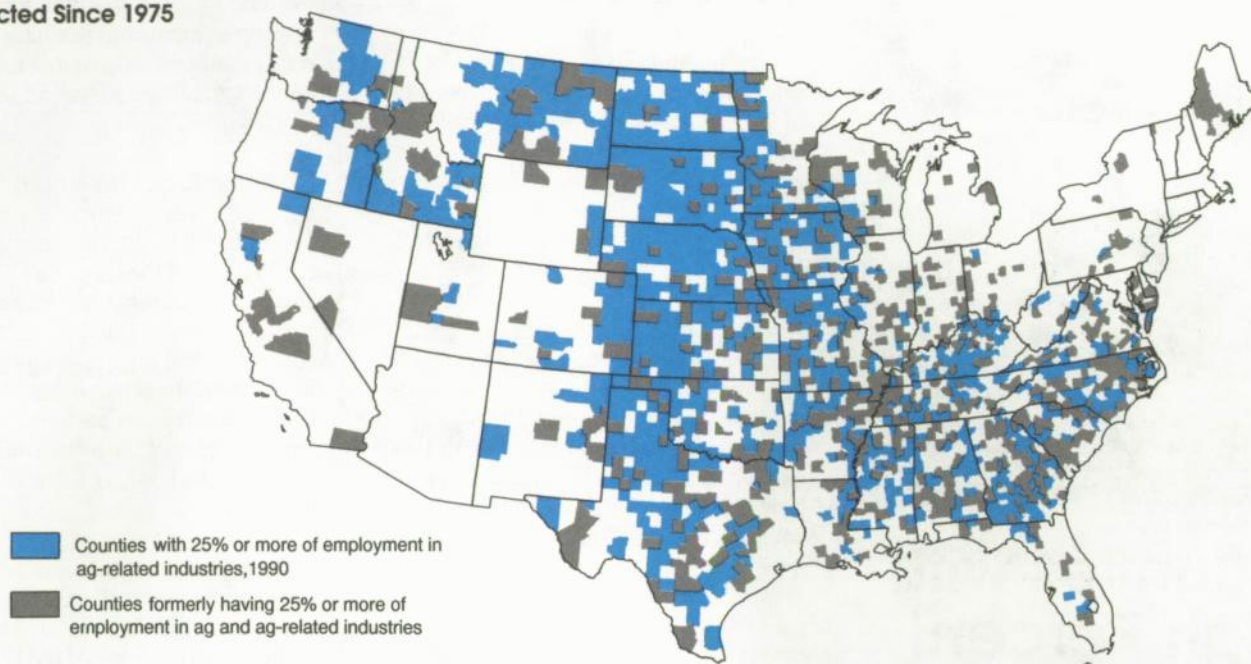 cted Since 1975
Counties with 25% or more of employment in
ag-related industries,1990
Counties formerly having 25% or more of
employment in ag and ag-related industries